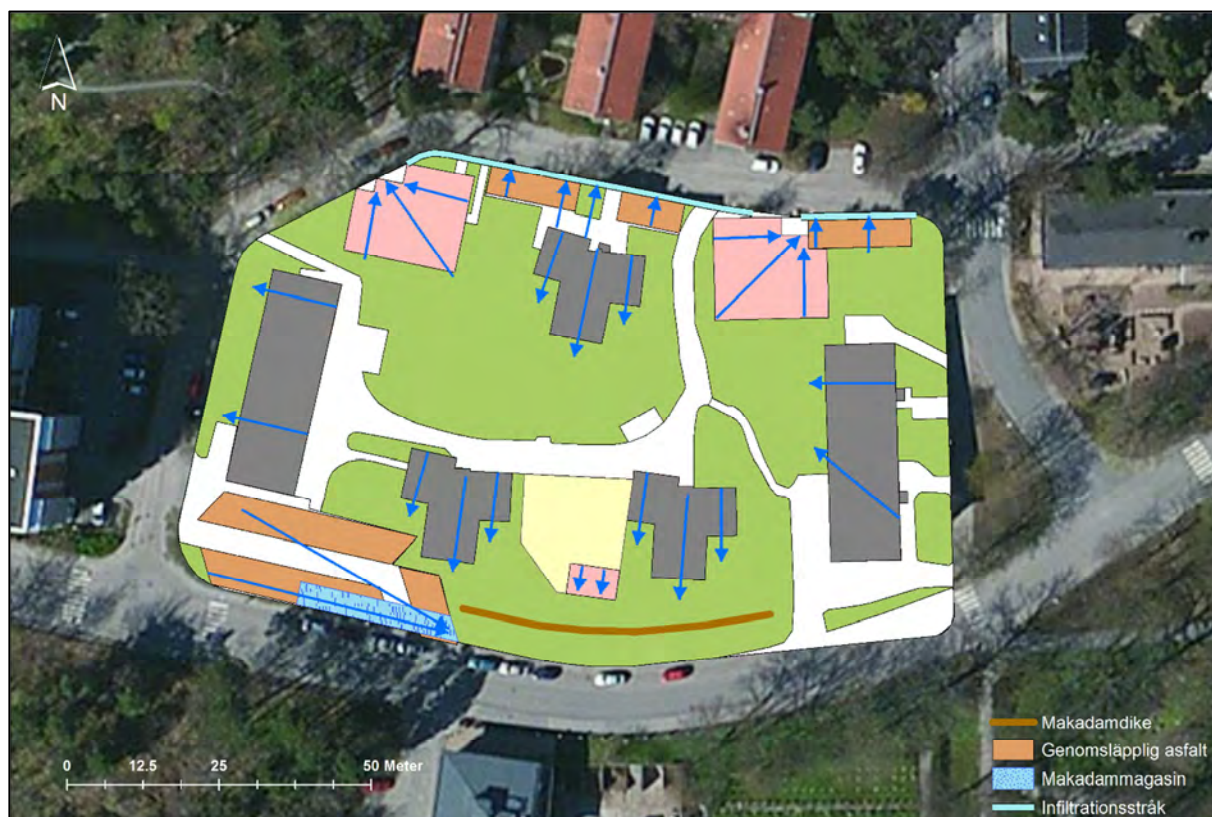 N
0 12.5 25 50 Meter
Makadamdike
Genomsläpplig asfalt
Makadammagasin
Infiltrationsstråk